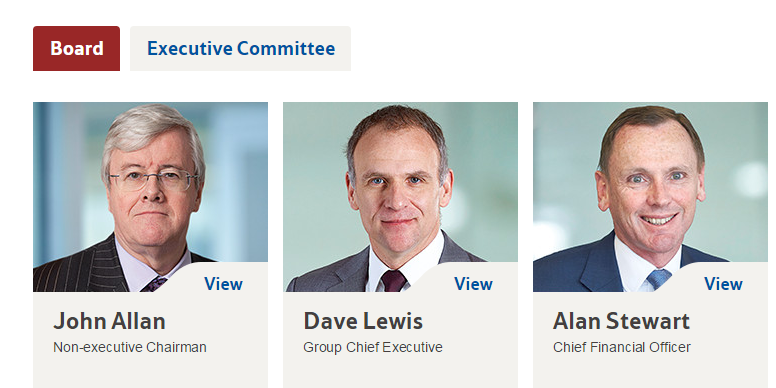 Board
Executive Committee
View
View
View
John Allan
Dave Lewis
Alan Stewart
Non-executive Chairman
Group Chief Executive
Chief Financial Officer